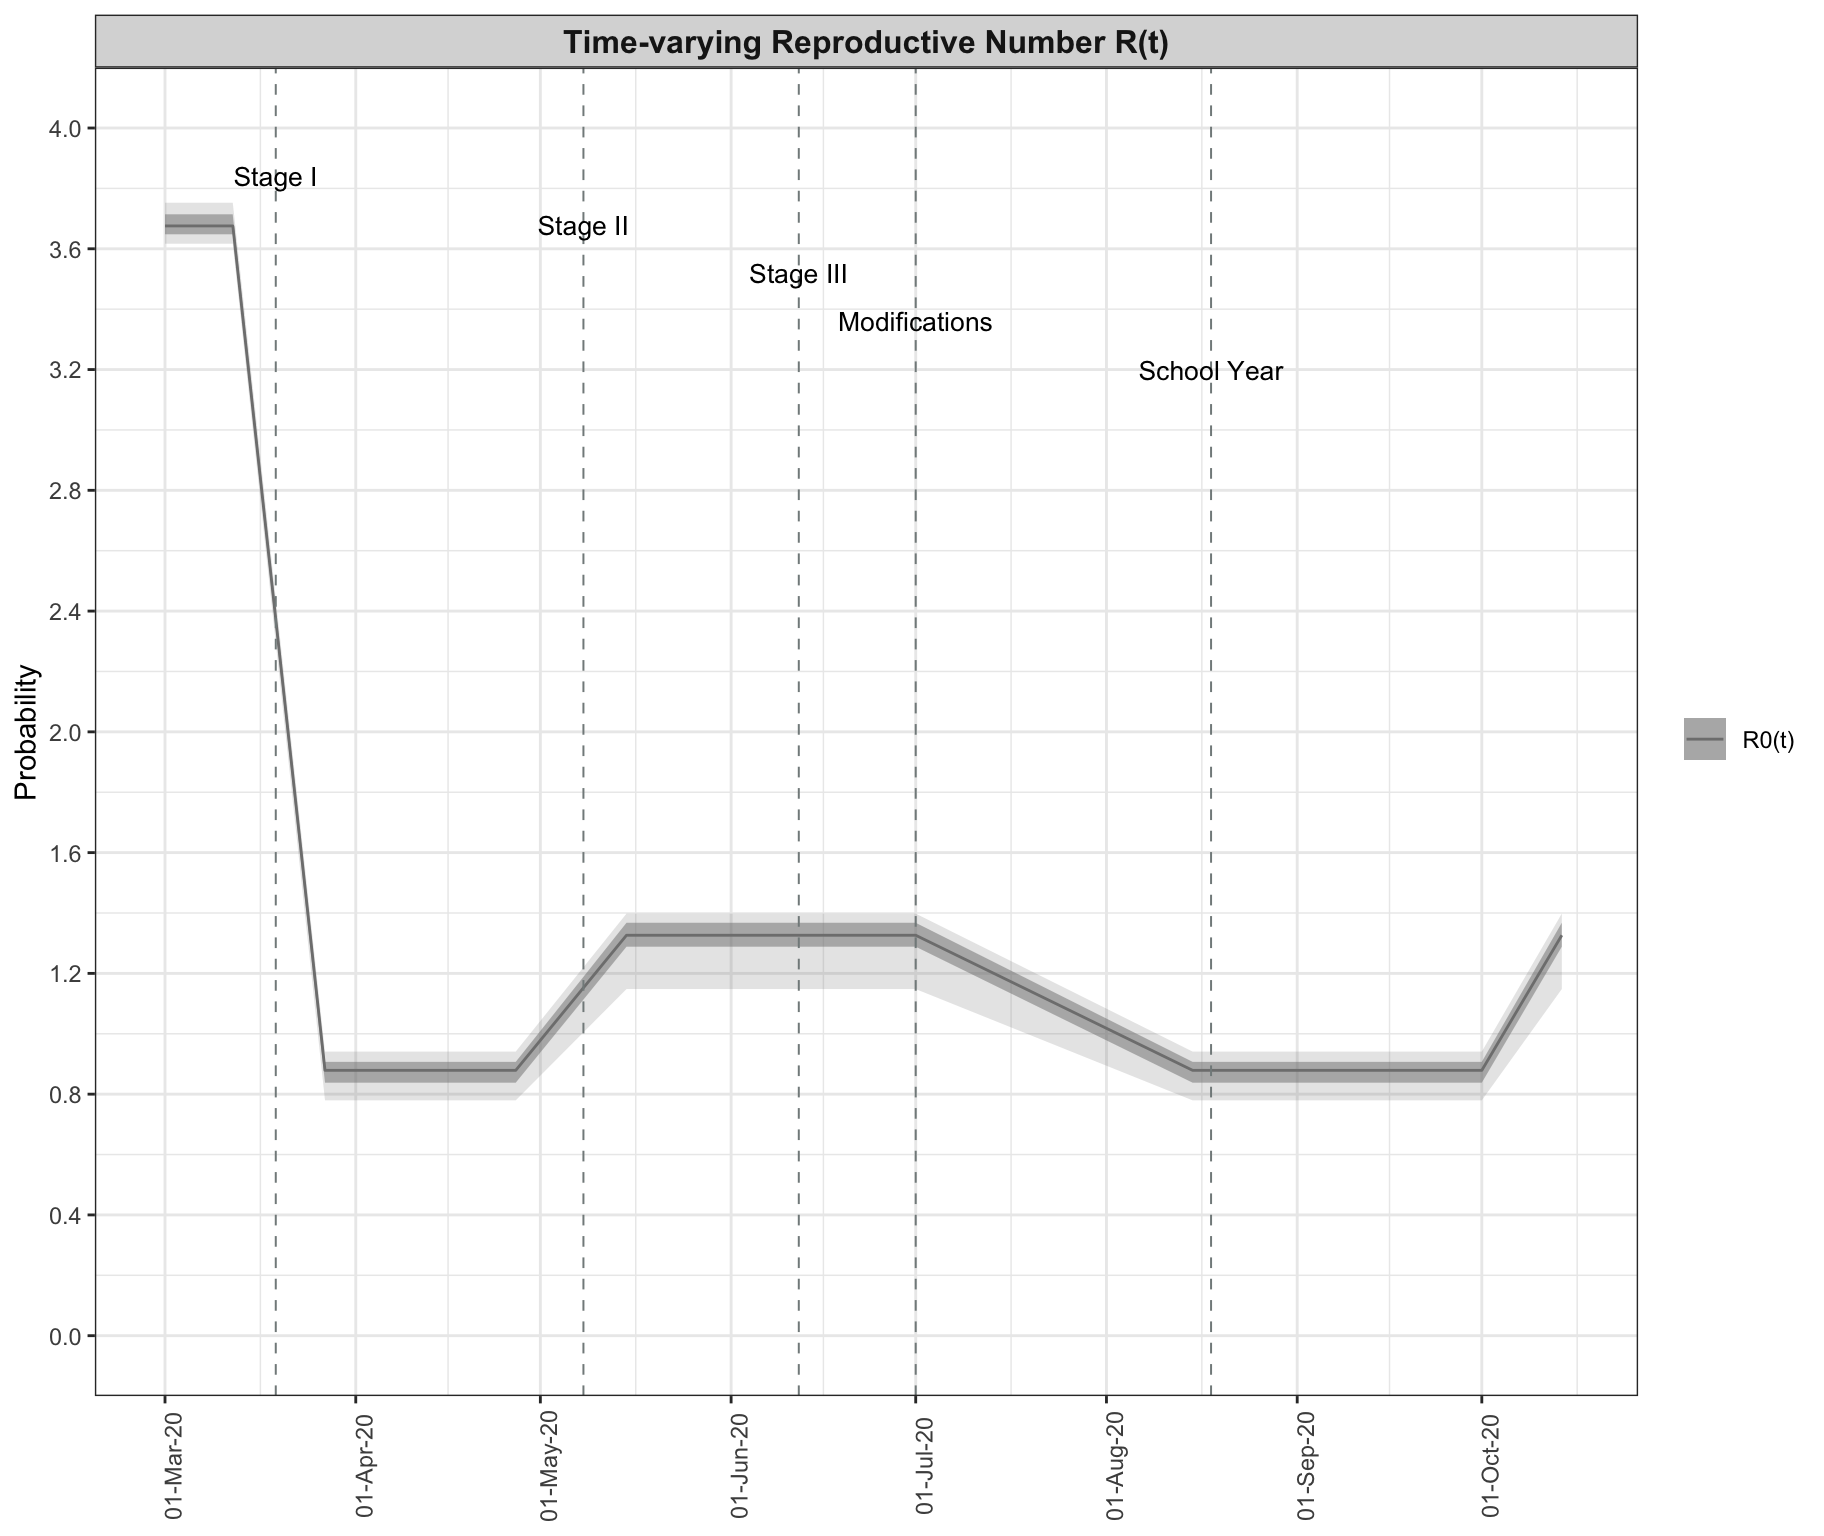 Time-varying Reproductive Number R(t)
4.0
3.6
3.2
2.8
2.4
2.0
1.6
1.2
0.8
0.4
0.0
Probability
Stage I
Stage II
Stage III
Modifications
School Year
R0(t)
01-Mar-20
01-Apr-20
01-May-20
01-Jun-20
01-Jul-20
01-Aug-20
01-Sep-20
01-Oct-20